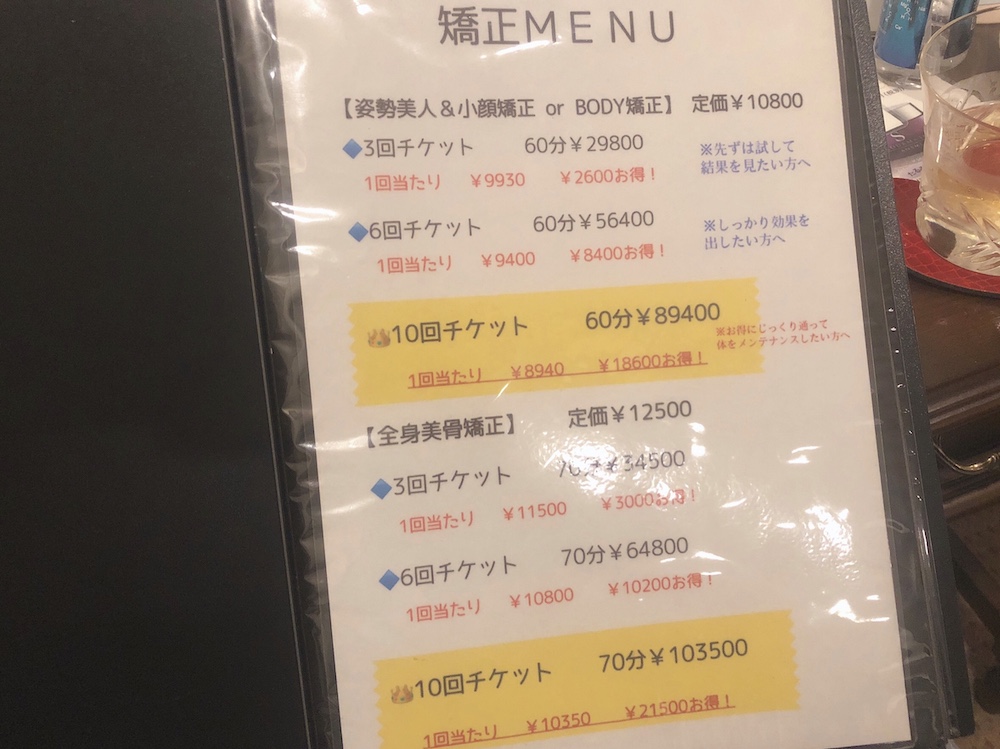 矯正MENU
【姿勢美人&小顔矯正 or BODY矯正】 定価¥10800
3回チケット 60分¥29800
※先ずは試して
結果を見たい方へ
1回当たり ¥9930 ¥2600お得!
6回チケット 60分¥56400
※しっかり効果を
出したい方へ
1回当たり ¥9400 ¥8400お得!
10回チケット 60分¥89400
※お得にじっくり通って
体をメンテナンスしたい方へ
1回当たり ¥8940 ¥18600お得!
【全身美骨矯正】 定価¥12500
3回チケット 70分¥34500
1回当たり ¥11500 ¥3000お得!
6回チケット 70分¥64800
1回当たり ¥10800 ¥10200お得!
10回チケット 70分¥103500
1回当たり ¥10350 ¥21500お得!